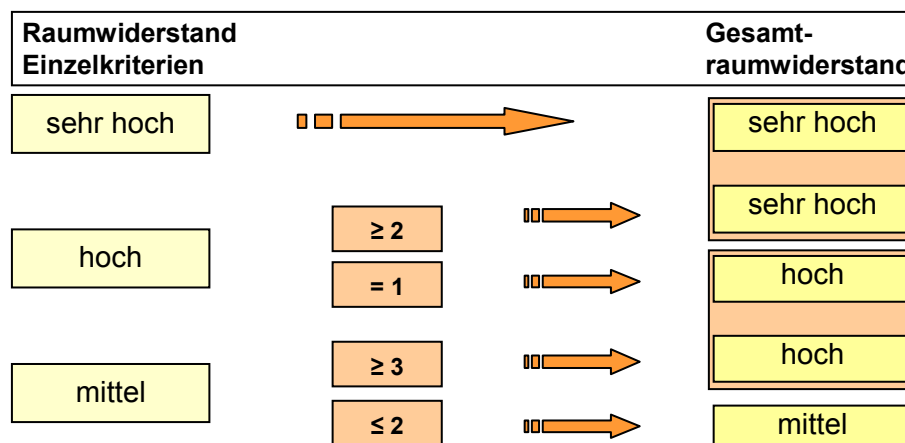 Raumwiderstand Gesamt-
Einzelkriterien raumwiderstand
sehr hoch sehr hoch
≥ 2 sehr hoch
hoch
= 1 hoch
≥ 3 hoch
mittel
≤ 2 mittel